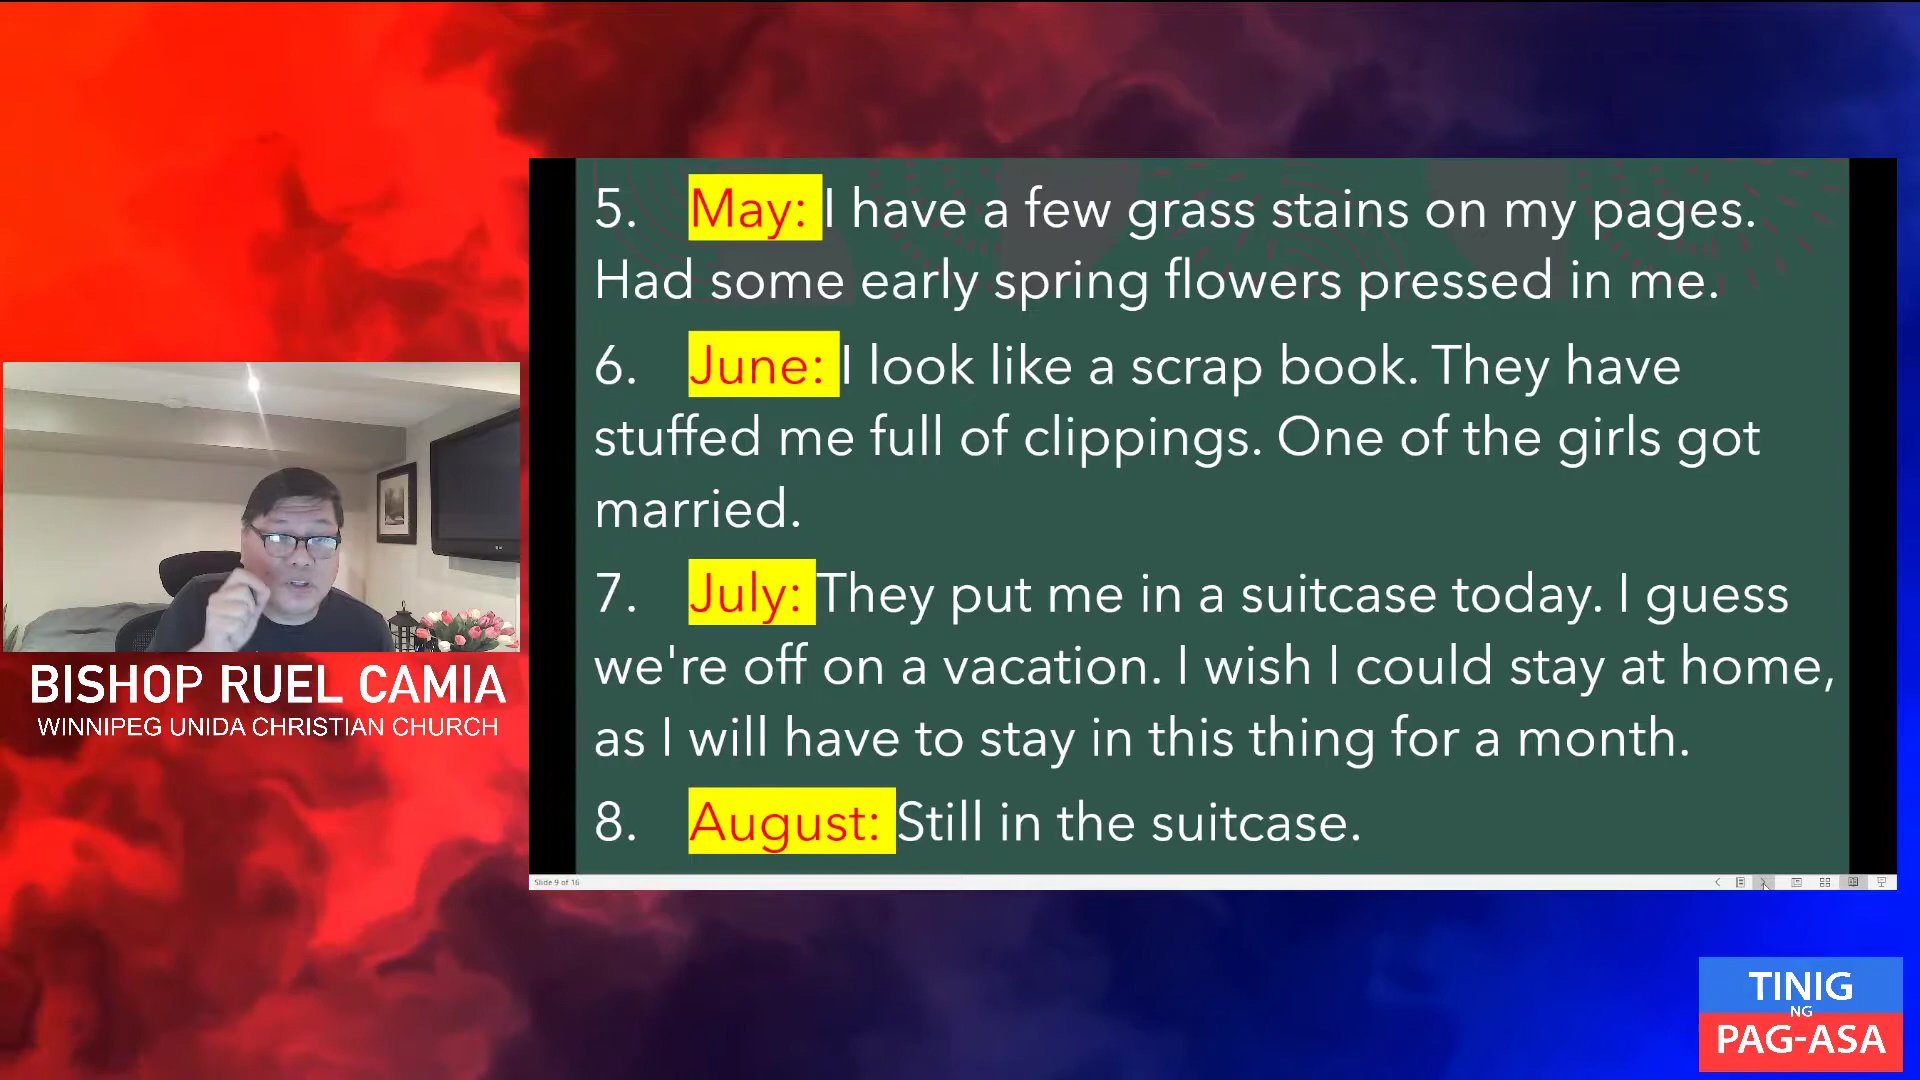 5. May: I have a few grass stains on my pages.
Had some early spring flowers pressed in me.
6. June: I look like a scrap book. They have
stuffed me full of clippings. One of the girls got
married.
7. July: They put me in a suitcase today. I guess
we're off on a vacation. I wish I could stay at home,
as I will have to stay in this thing for a month.
8. August: Still in the suitcase.
Slide 9 of 16
BISHOP RUEL CAMIA
WINNIPEG UNIDA CHRISTIAN CHURCH
TINIG
NG
PAG-ASA